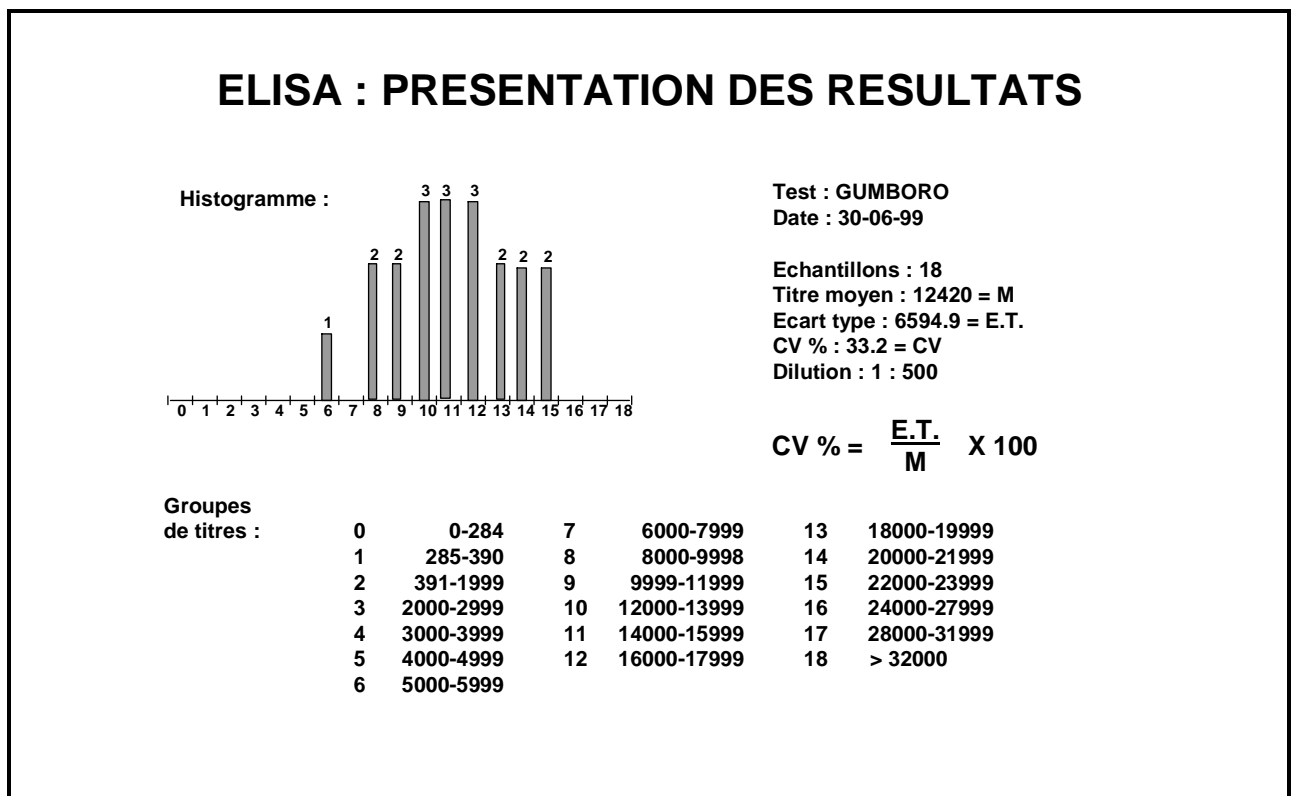 ELISA : PRESENTATION DES RESULTATS
Histogramme :
3 3 3
2 2 2 2 2
1
0 1 2 3 4 5 6 7 8 9 10 11 12 13 14 15 16 17 18
Test : GUMBORO
Date : 30-06-99
Echantillons : 18
Titre moyen : 12420 = M
Ecart type : 6594.9 = E.T.
CV % : 33.2 = CV
Dilution : 1 : 500
CV % = E.T. X 100
M
Groupes
de titres : 0 0-284 7 6000-7999 13 18000-19999
1 285-390 8 8000-9998 14 20000-21999
2 391-1999 9 9999-11999 15 22000-23999
3 2000-2999 10 12000-13999 16 24000-27999
4 3000-3999 11 14000-15999 17 28000-31999
5 4000-4999 12 16000-17999 18 > 32000
6 5000-5999